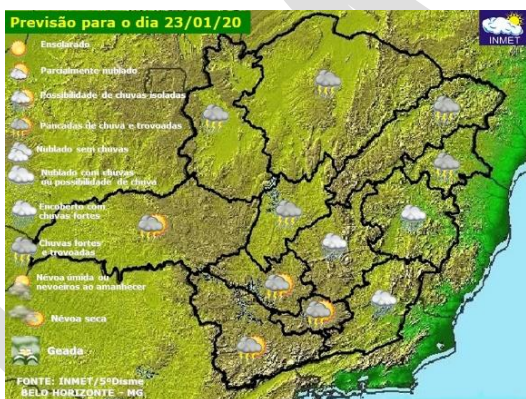 Previsão para o dia 23/01/20
INMET
Ensolarado
Parcialmente nublado
Possibilidade de chuvas isoladas
Pancadas de chuva e trovoadas
Nublado sem chuvas
Nublado com chuvas
ou possibilidade de chuva
Encoberto com
chuvas fortes
Chuvas fortes
e trovoadas
Névoa úmida ou
nevoeiros ao amanhecer
Névoa seca
Geada
FONTE: INMET/5ºDisme
BELO HORIZONTE - MG